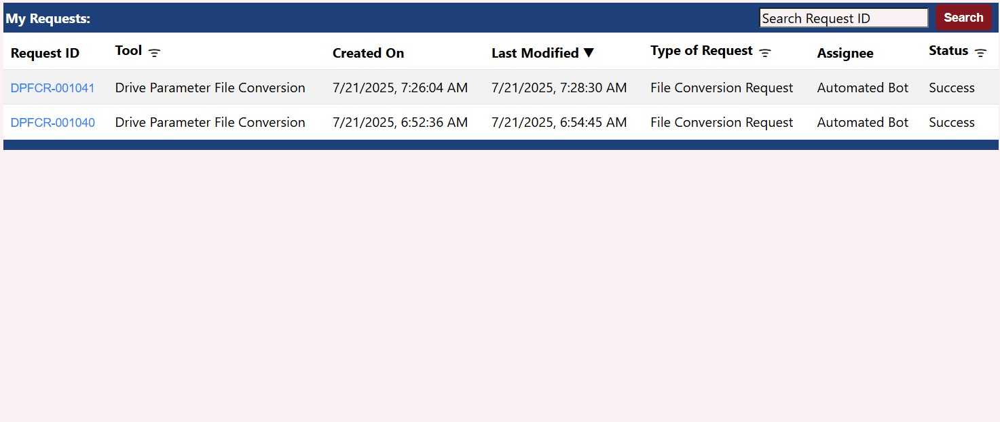 My Requests: Search Request ID Search
Request ID Tool Created On Last Modified ▼ Type of Request Assignee Status
DPFCR-001041 Drive Parameter File Conversion 7/21/2025, 7:26:04 AM 7/21/2025, 7:28:30 AM File Conversion Request Automated Bot Success
DPFCR-001040 Drive Parameter File Conversion 7/21/2025, 6:52:36 AM 7/21/2025, 6:54:45 AM File Conversion Request Automated Bot Success